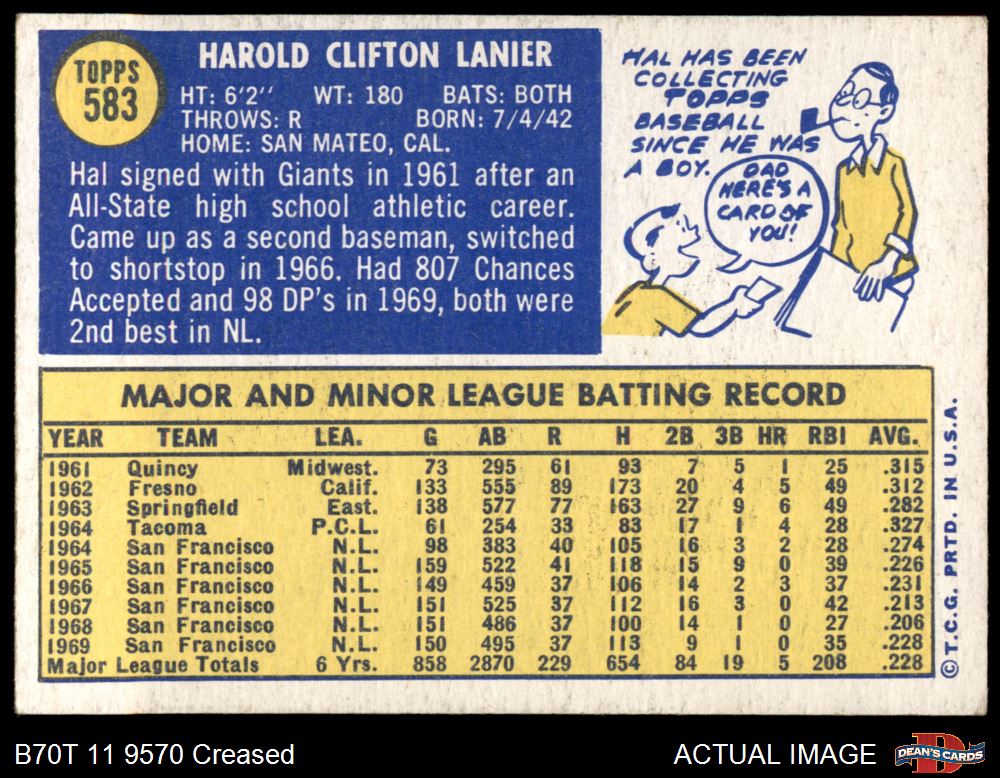 TOPPS
583
HAROLD CLIFTON LANIER
HT: 6'2" WT: 180 BATS: BOTH
THROWS: R BORN: 7/4/42
HOME: SAN MATEO, CAL.
Hal signed with Giants in 1961 after an
All-State high school athletic career.
Came up as a second baseman, switched
to shortstop in 1966. Had 807 Chances
Accepted and 98 DP's in 1969, both were
2nd best in NL.
HAL HAS BEEN
COLLECTING
TOPPS
BASEBALL
SINCE HE WAS
A BOY.
DAD
HERE'S A
CARD OF
YOU!
MAJOR AND MINOR LEAGUE BATTING RECORD
YEAR TEAM LEA. G AB R H 2B 3B HR RBI AVG.
1961 Quincy Midwest. 73 295 61 93 7 5 1 25 .315
1962 Fresno Calif. 133 555 89 173 20 4 5 49 .312
1963 Springfield East. 138 577 77 163 27 9 6 49 .282
1964 Tacoma P.C.L. 61 254 33 83 17 1 4 28 .327
1964 San Francisco N.L. 98 383 40 105 16 3 2 28 .274
1965 San Francisco N.L. 159 522 41 118 15 9 0 39 .226
1966 San Francisco N.L. 149 459 37 106 14 2 3 37 .231
1967 San Francisco N.L. 151 525 37 112 16 3 0 42 .213
1968 San Francisco N.L. 151 486 37 100 14 1 0 27 .206
1969 San Francisco N.L. 150 495 37 113 9 1 0 35 .228
Major League Totals 6 Yrs. 858 2870 229 654 84 19 5 208 .228
©T.C.G. PRTD. IN U.S.A.
B70T 11 9570 Creased
ACTUAL IMAGE
DEAN'S CARDS